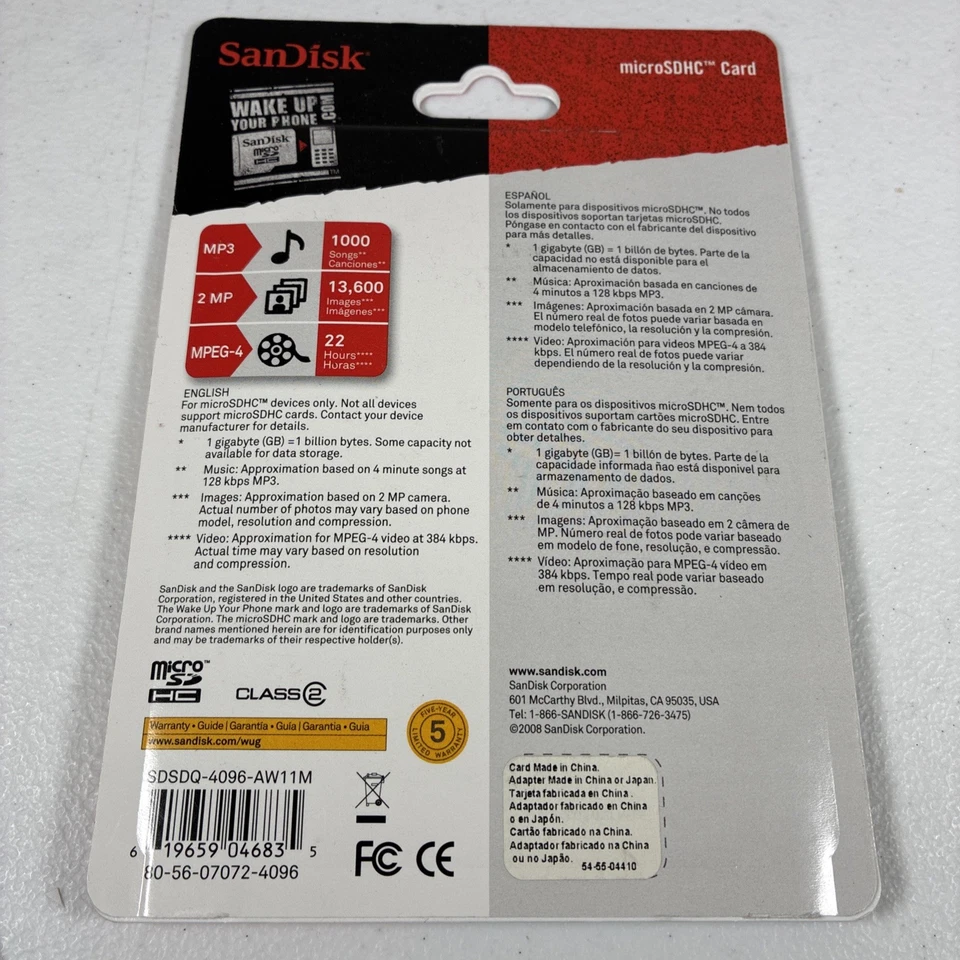 SanDisk®
microSDHC™ Card
WAKE UP
YOUR PHONE
.COM
SanDisk
micro
SD
HC
™
MP3
1000
Songs**
Canciones**
2 MP
13,600
Images***
Imágenes***
MPEG-4
22
Hours****
Horas****
ENGLISH
For microSDHC™ devices only. Not all devices
support microSDHC cards. Contact your device
manufacturer for details.
* 1 gigabyte (GB) =1 billion bytes. Some capacity not
available for data storage.
** Music: Approximation based on 4 minute songs at
128 kbps MP3.
*** Images: Approximation based on 2 MP camera.
Actual number of photos may vary based on phone
model, resolution and compression.
**** Video: Approximation for MPEG-4 video at 384 kbps.
Actual time may vary based on resolution
and compression.
SanDisk and the SanDisk logo are trademarks of SanDisk
Corporation, registered in the United States and other countries.
The Wake Up Your Phone mark and logo are trademarks of SanDisk
Corporation. The microSDHC mark and logo are trademarks. Other
brand names mentioned herein are for identification purposes only
and may be trademarks of their respective holder(s).
micro™
SD
HC
CLASS 2
Warranty • Guide | Garantía • Guia | Garantia • Guia
www.sandisk.com/wug
FIVE-YEAR
5
LIMITED WARRANTY
SDSDQ-4096-AW11M
6 19659 04683 5
80-56-07072-4096
FC CE
ESPAÑOL
Solamente para dispositivos microSDHC™. No todos
los dispositivos soportan tarjetas microSDHC.
Póngase en contacto con el fabricante del dispositivo
para más detalles.
* 1 gigabyte (GB) = 1 billón de bytes. Parte de la
capacidad no está disponible para el
almacenamiento de datos.
** Música: Aproximación basada en canciones de
4 minutos a 128 kbps MP3.
*** Imágenes: Aproximación basada en 2 MP cámara.
El número real de fotos puede variar basada en
modelo telefónico, la resolución y la compresión.
**** Video: Aproximación para videos MPEG-4 a 384
kbps. El número real de fotos puede variar
dependiendo de la resolución y la compresión.
PORTUGUÊS
Somente para os dispositivos microSDHC™. Nem todos
os dispositivos suportam cartões microSDHC. Entre
em contato com o fabricante do seu dispositivo para
obter detalhes.
* 1 gigabyte (GB)= 1 billón de bytes. Parte de la
capacidade informada ñao está disponivel para
armazenamento de dados.
** Música: Aproximação baseado em canções
de 4 minutos a 128 kbps MP3.
*** Imagens: Aproximação baseado em 2 câmera de
MP. Número real de fotos pode variar baseado
em modelo de fone, resolução, e compressão.
**** Vídeo: Aproximação para MPEG-4 vídeo em
384 kbps. Tempo real pode variar baseado
em resolução, e compressão.
www.sandisk.com
SanDisk Corporation
601 McCarthy Blvd., Milpitas, CA 95035, USA
Tel: 1-866-SANDISK (1-866-726-3475)
©2008 SanDisk Corporation.
Card Made in China.
Adapter Made in China or Japan.
Tarjeta fabricada en China .
Adaptador fabricado en China
o en Japón.
Cartão fabricado na China.
Adaptador fabricado na China
ou no Japão.
54-55-04410